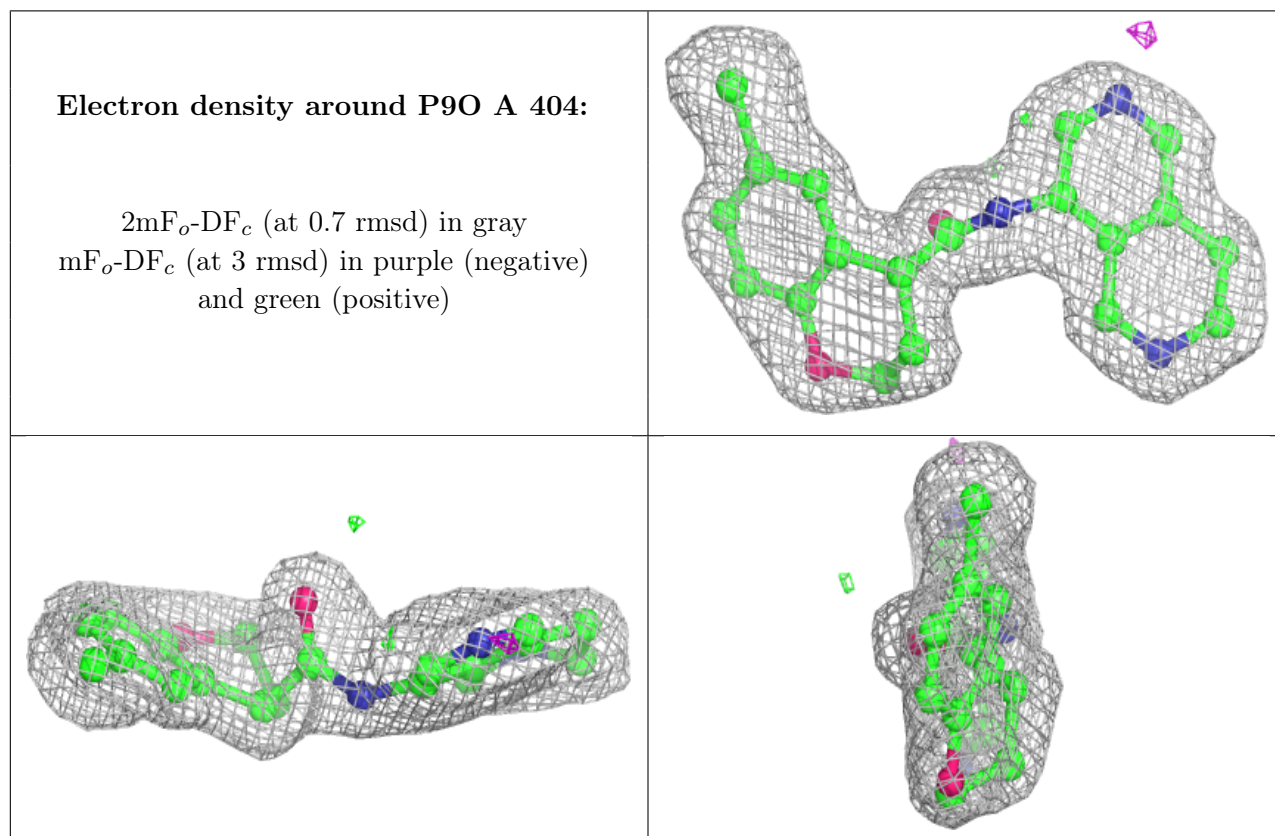 Electron density around P9O A 404:
2mFₒ-DF𝒸 (at 0.7 rmsd) in gray
mFₒ-DF𝒸 (at 3 rmsd) in purple (negative)
and green (positive)